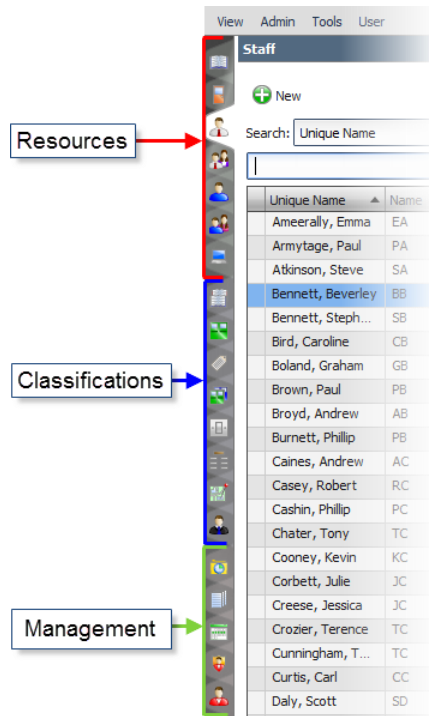 View Admin Tools User
Staff
New
Search: Unique Name
Resources
Unique Name Name
Ameerally, Emma EA
Armytage, Paul PA
Atkinson, Steve SA
Bennett, Beverley BB
Bennett, Steph... SB
Bird, Caroline CB
Boland, Graham GB
Classifications
Brown, Paul PB
Broyd, Andrew AB
Burnett, Phillip PB
Caines, Andrew AC
Casey, Robert RC
Cashin, Phillip PC
Chater, Tony TC
Cooney, Kevin KC
Corbett, Julie JC
Creese, Jessica JC
Management
Crozier, Terence TC
Cunningham, T... TC
Curtis, Carl CC
Daly, Scott SD